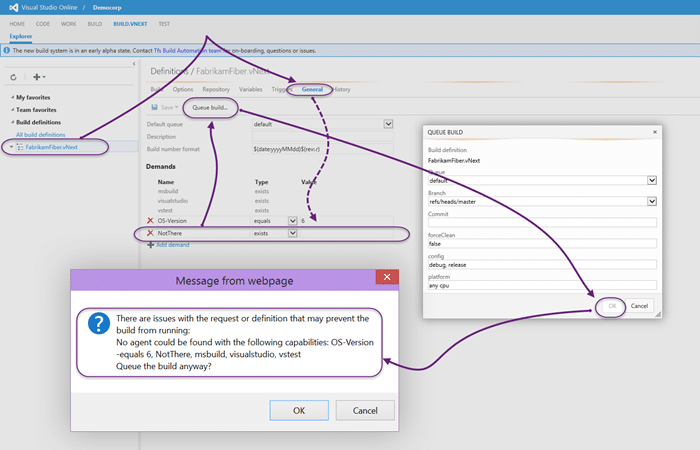 Visual Studio Online / Democorp
HOME CODE WORK BUILD BUILD.VNEXT TEST
Explorer
The new build system is in an early alpha state. Contact Tfs Build Automation team for on-boarding, questions or issues.
My favorites
Team favorites
Build definitions
All build definitions
FabrikamFiber.vNext
Definitions / FabrikamFiber.vNext
Build Options Repository Variables Triggers General History
Save Queue build...
Default queue default
Description
Build number format $(date:yyyyMMdd)$(rev:.r)
Demands
Name Type Value
msbuild exists
visualstudio exists
vstest exists
OS-Version equals 6
NotThere exists
Add demand
QUEUE BUILD
Build definition
FabrikamFiber.vNext
Queue
default
Branch
refs/heads/master
Commit
forceClean
false
config
debug, release
platform
any cpu
OK Cancel
Message from webpage
There are issues with the request or definition that may prevent the
build from running:
No agent could be found with the following capabilities: OS-Version
-equals 6, NotThere, msbuild, visualstudio, vstest
Queue the build anyway?
OK Cancel